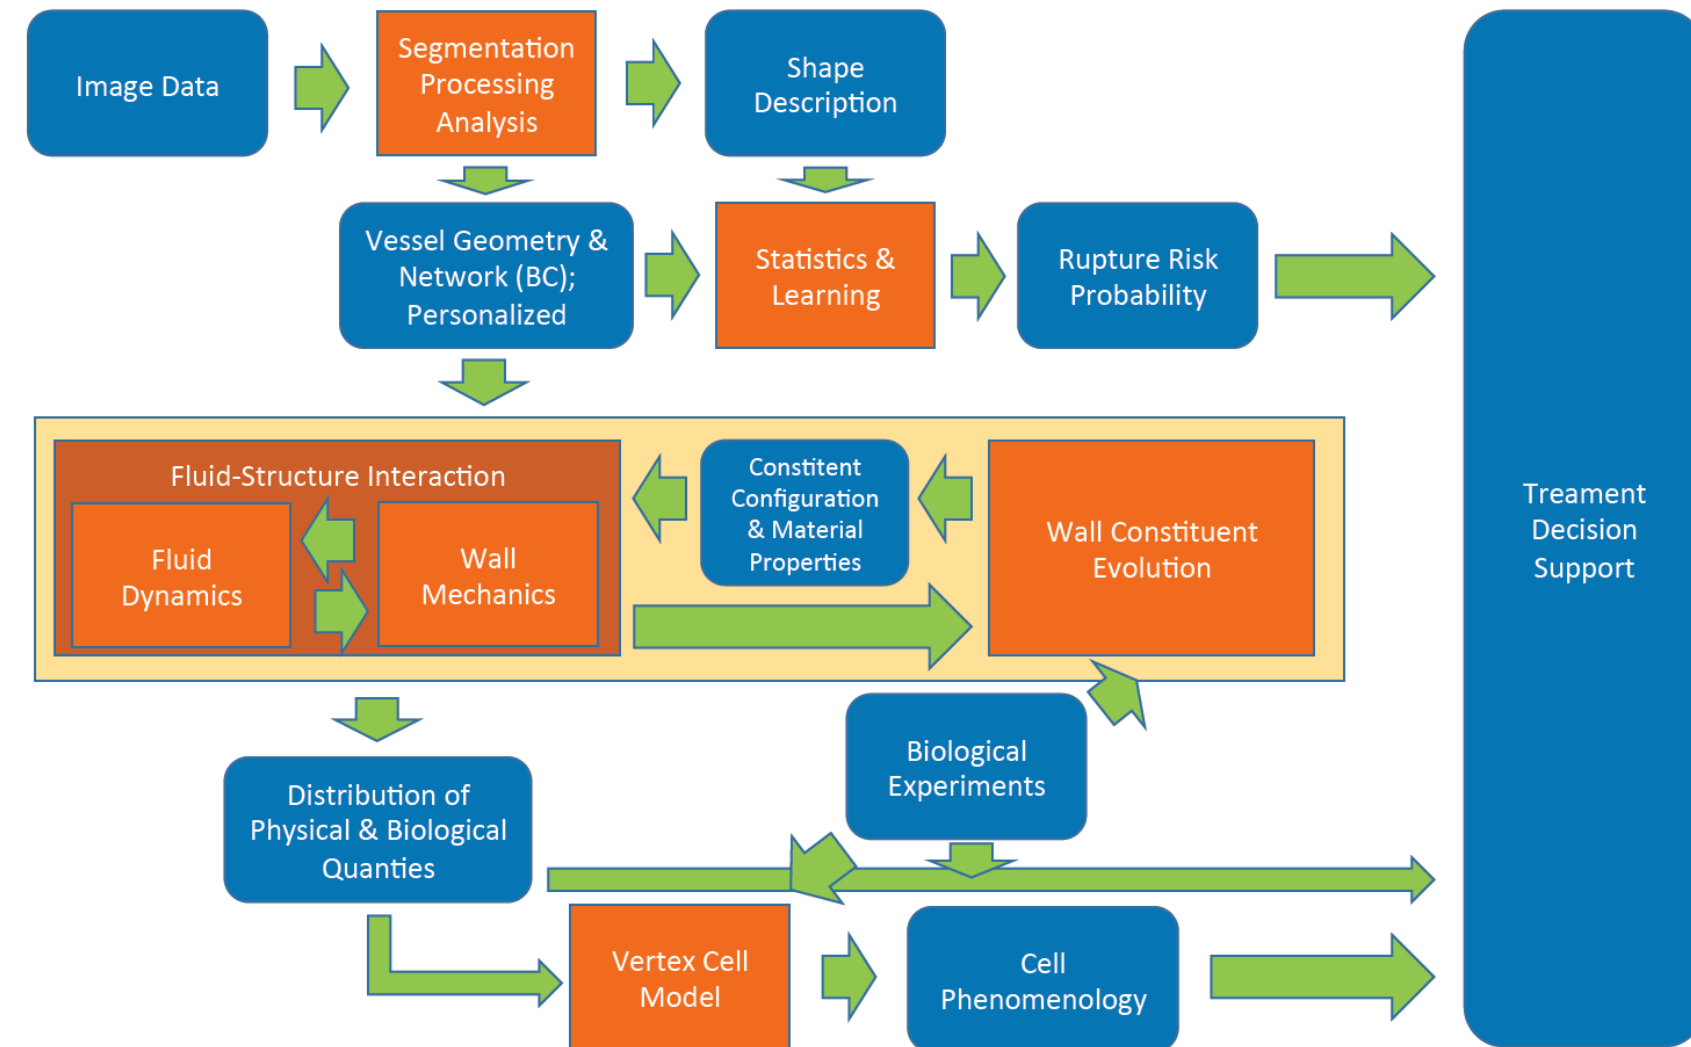 Image Data
Segmentation
Processing
Analysis
Shape
Description
Vessel Geometry &
Network (BC);
Personalized
Statistics &
Learning
Rupture Risk
Probability
Fluid-Structure Interaction
Fluid
Dynamics
Wall
Mechanics
Constitent
Configuration
& Material
Properties
Wall Constituent
Evolution
Treament
Decision
Support
Biological
Experiments
Distribution of
Physical & Biological
Quanties
Vertex Cell
Model
Cell
Phenomenology